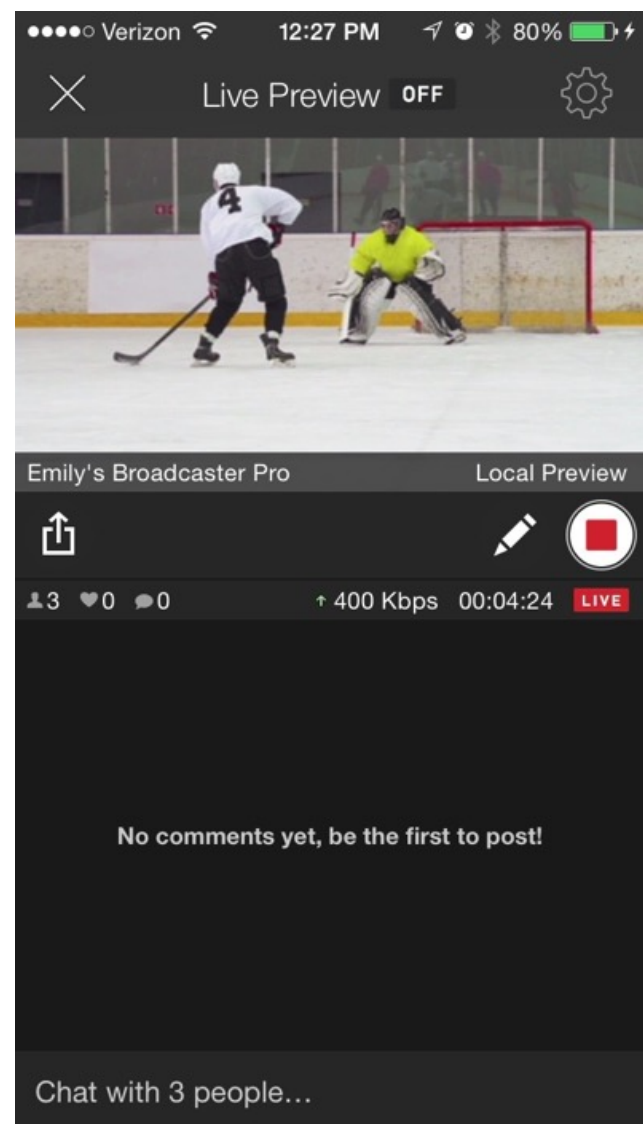 Verizon 12:27 PM 80%
Live Preview OFF
4
Emily's Broadcaster Pro Local Preview
3 0 0 ↑ 400 Kbps 00:04:24 LIVE
No comments yet, be the first to post!
Chat with 3 people…